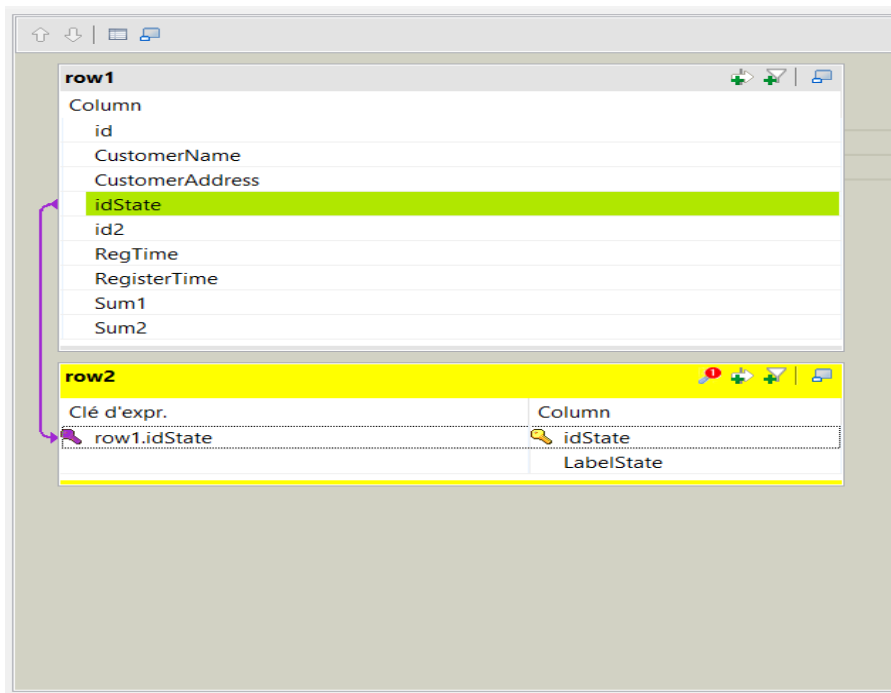 row1
Column
id
CustomerName
CustomerAddress
idState
id2
RegTime
RegisterTime
Sum1
Sum2
row2
Clé d'expr. Column
row1.idState idState
LabelState